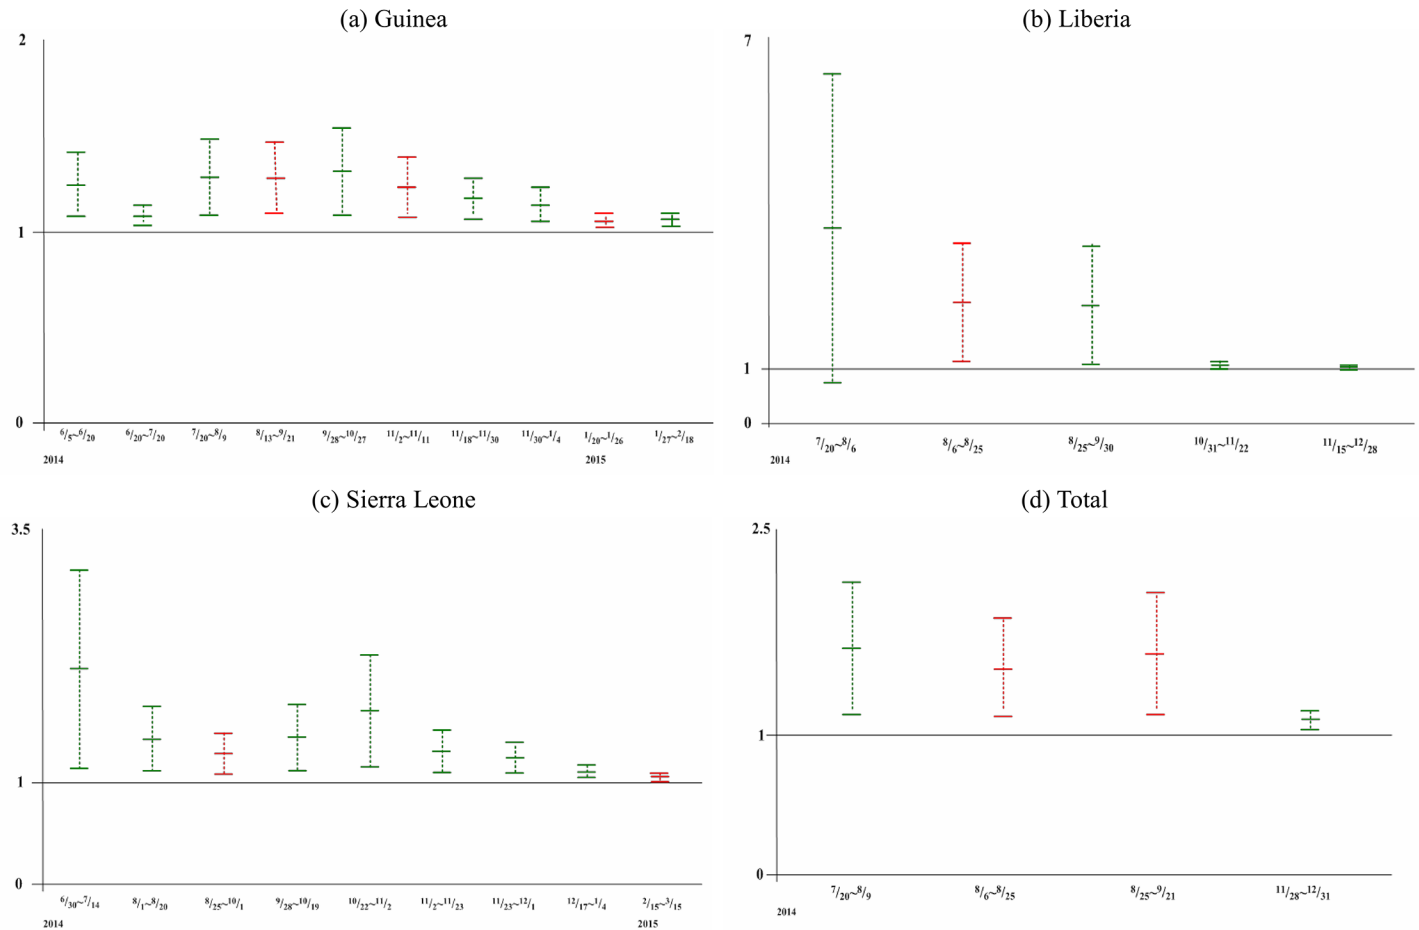 (a) Guinea
2
1
0
6/5~6/20 6/20~7/20 7/20~8/9 8/13~9/21 9/28~10/27 11/2~11/11 11/18~11/30 11/30~1/4 1/20~1/26 1/27~2/18
2014 2015
(b) Liberia
7
1
0
7/20~8/6 8/6~8/25 8/25~9/30 10/31~11/22 11/15~12/28
2014
(c) Sierra Leone
3.5
1
0
6/30~7/14 8/1~8/20 8/25~10/1 9/28~10/19 10/22~11/2 11/2~11/23 11/23~12/1 12/17~1/4 2/15~3/15
2014 2015
(d) Total
2.5
1
0
7/20~8/9 8/6~8/25 8/25~9/21 11/28~12/31
2014